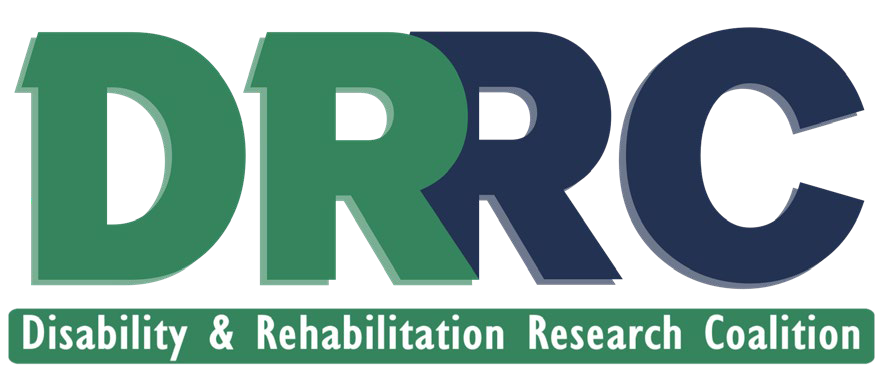 DRRC
Disability & Rehabilitation Research Coalition